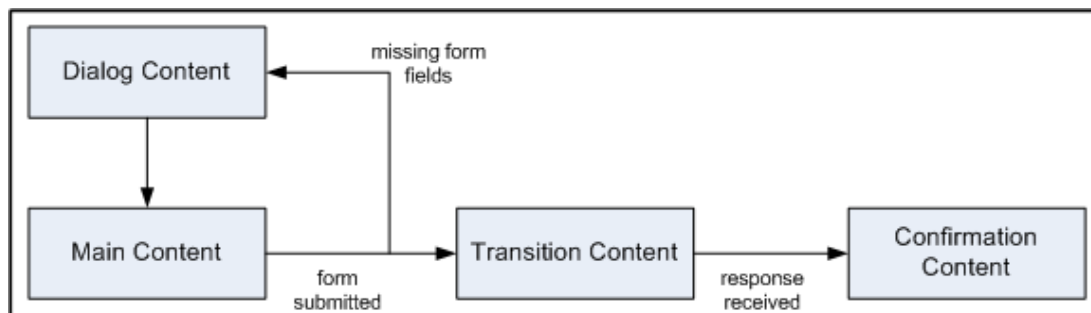 Dialog Content
missing form
fields
Main Content
form
submitted
Transition Content
response
received
Confirmation
Content